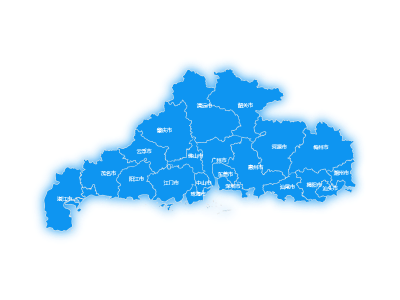 清远市
韶关市
肇庆市
河源市
梅州市
云浮市
佛山市
广州市
惠州市
潮州市
茂名市
阳江市
江门市
中山市
东莞市
深圳市
汕尾市
揭阳市
汕头市
珠海市
湛江市